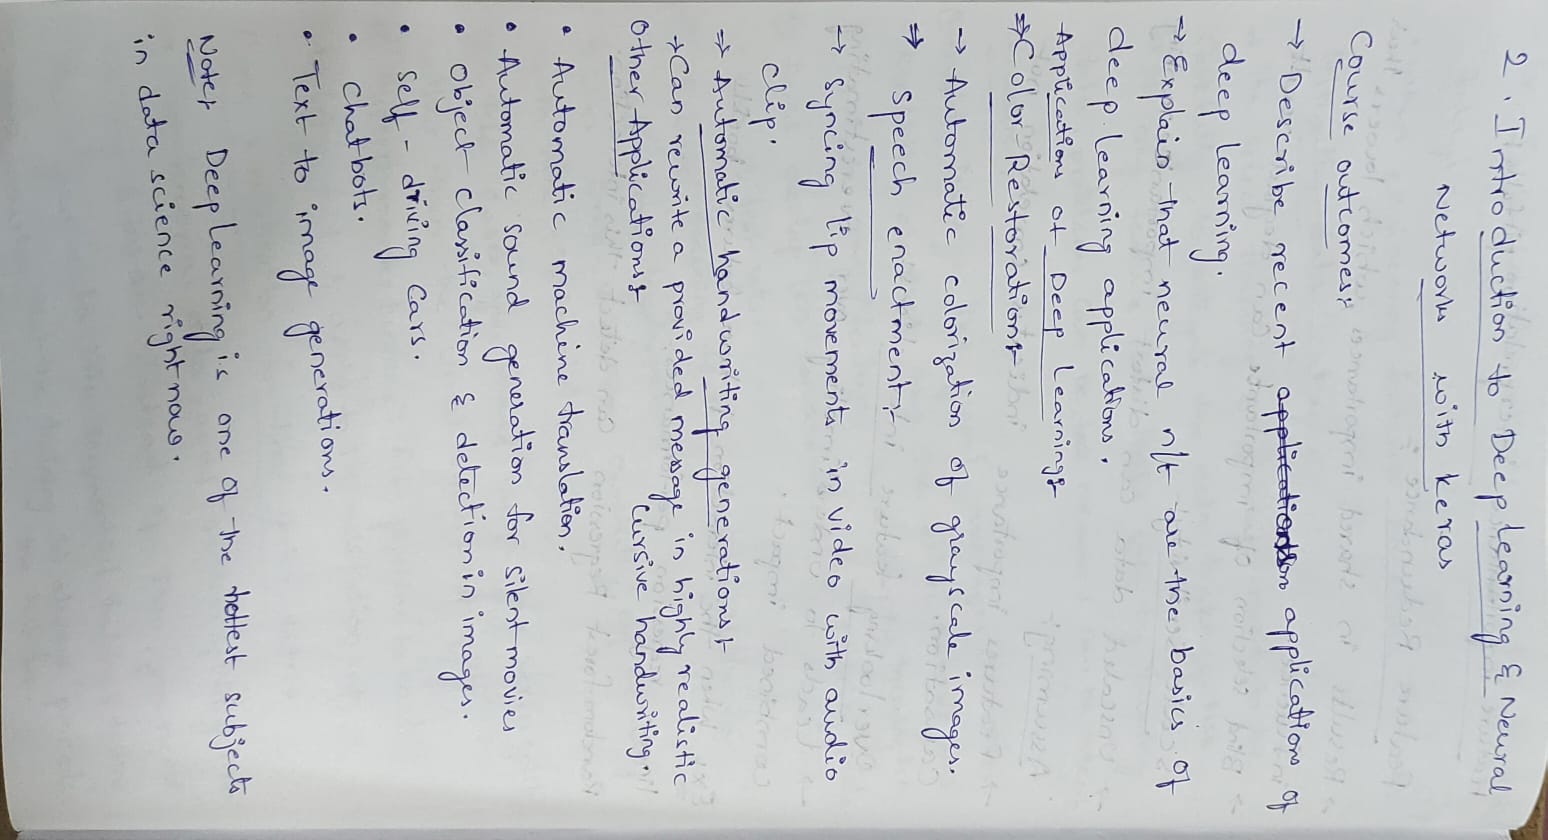 2. Introduction to Deep learning & Neural
Networks with keras
Course outcomes:
→ Describe recent applications of
deep learning.
→ Explain that neural n/t are the basics of
deep learning applications.
Applications of Deep Learning:
⇒ Color Restoration:
→ Automatic colorization of grayscale images.
⇒ Speech enactment:
→ Syncing lip movements in video with audio
clip.
⇒ Automatic handwriting generations:
→ Can rewrite a provided message in highly realistic
cursive handwriting.
Other Applications:
• Automatic machine translation.
• Automatic sound generation for silent movies
• Object classification & detection in images.
• Self-driving Cars.
• Chatbots.
• Text to image generations.
Note: Deep Learning is one of the hottest subjects
in data science right now.